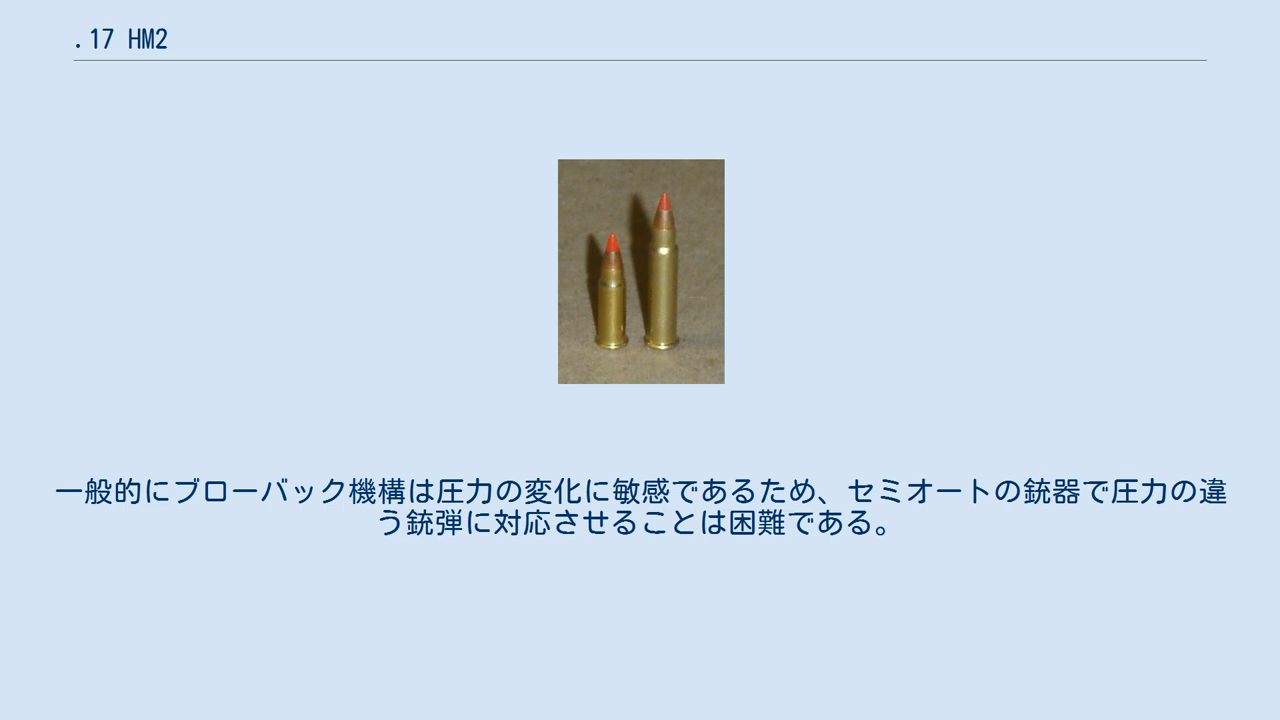 .17 HM2
一般的にブローバック機構は圧力の変化に敏感であるため、セミオートの銃器で圧力の違
う銃弾に対応させることは困難である。